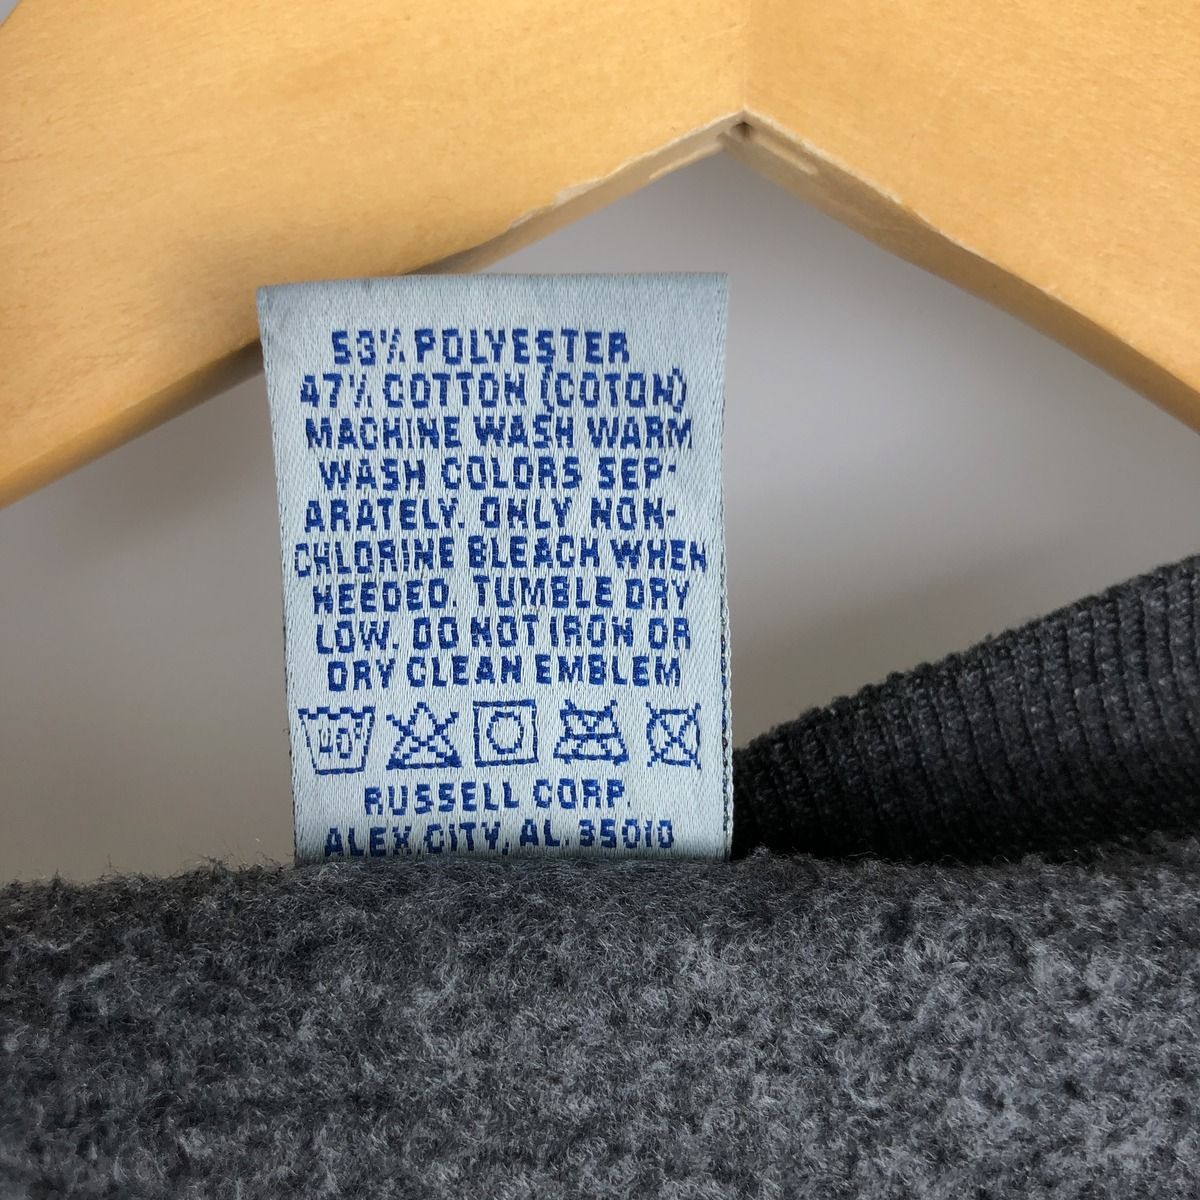 53% POLYESTER
47% COTTON (COTON)
MACHINE WASH WARM
WASH COLORS SEP-
ARATELY. ONLY NON-
CHLORINE BLEACH WHEN
NEEDED. TUMBLE DRY
LOW. DO NOT IRON OR
DRY CLEAN EMBLEM
RUSSELL CORP.
ALEX CITY, AL. 35010